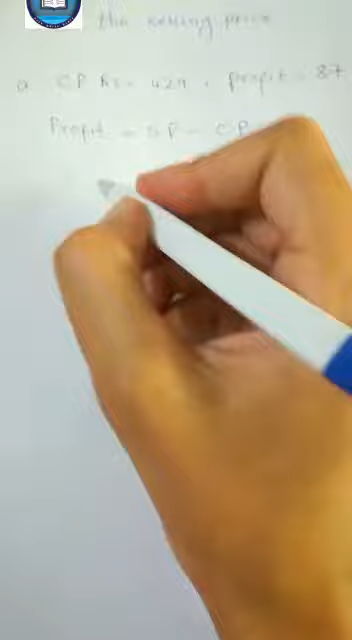 the selling price
a CP Rs = 429, profit = 87
Profit = SP - CP